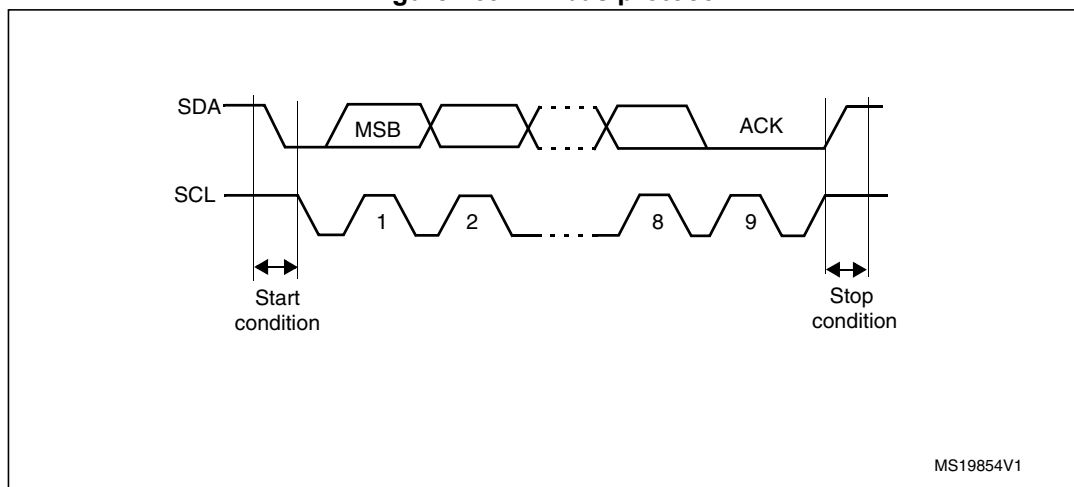 SDA
MSB
ACK
SCL
1
2
8
9
Start
condition
Stop
condition
MS19854V1